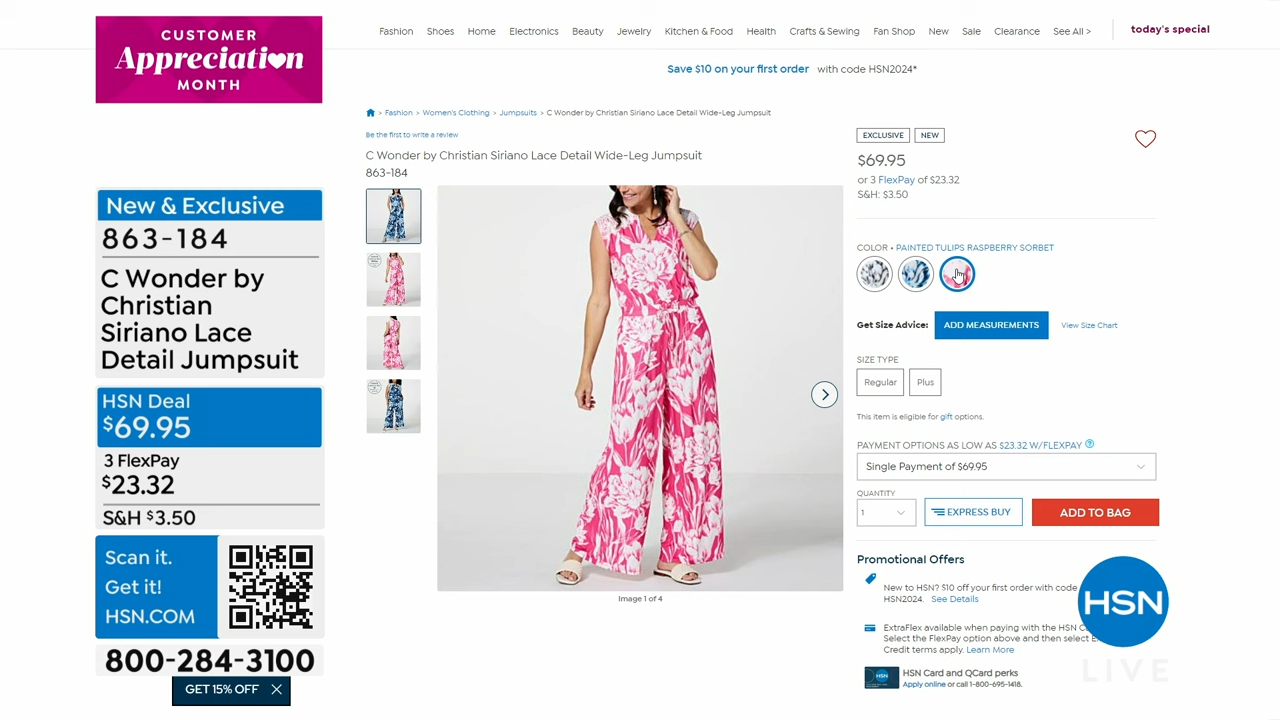 CUSTOMER
Appreciation
MONTH
Fashion Shoes Home Electronics Beauty Jewelry Kitchen & Food Health Crafts & Sewing Fan Shop New Sale Clearance See All > today's special
Save $10 on your first order with code HSN2024*
> Fashion > Women's Clothing > Jumpsuits > C Wonder by Christian Siriano Lace Detail Wide-Leg Jumpsuit
Be the first to write a review
C Wonder by Christian Siriano Lace Detail Wide-Leg Jumpsuit
863-184
Image 1 of 4
EXCLUSIVE NEW
$69.95
or 3 FlexPay of $23.32
S&H: $3.50
COLOR • PAINTED TULIPS RASPBERRY SORBET
Get Size Advice: ADD MEASUREMENTS View Size Chart
SIZE TYPE
Regular Plus
This item is eligible for gift options.
PAYMENT OPTIONS AS LOW AS $23.32 W/FLEXPAY ?
Single Payment of $69.95
QUANTITY
1 EXPRESS BUY ADD TO BAG
Promotional Offers
New to HSN? $10 off your first order with code
HSN2024. See Details
ExtraFlex available when paying with the HSN
Select the FlexPay option above and then select
Credit terms apply. Learn More
HSN
HSN Card and QCard perks
Apply online or call 1-800-695-1418.
New & Exclusive
863-184
C Wonder by
Christian
Siriano Lace
Detail Jumpsuit
HSN Deal
$69.95
3 FlexPay
$23.32
S&H $3.50
Scan it.
Get it!
HSN.COM
800-284-3100
GET 15% OFF
HSN
LIVE